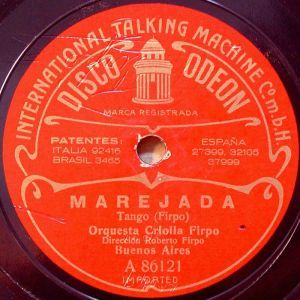 INTERNATIONAL TALKING MACHINE Co.m.b.H.
DISCO ODEON
MARCA REGISTRADA
PATENTES:
ITALIA 92416
BRASIL 3465
ESPAÑA
27399, 32105
37999
MAREJADA
Tango (Firpo)
Orquesta Criolla Firpo
Dirección Roberto Firpo
Buenos Aires
A 86121
IMPORTED